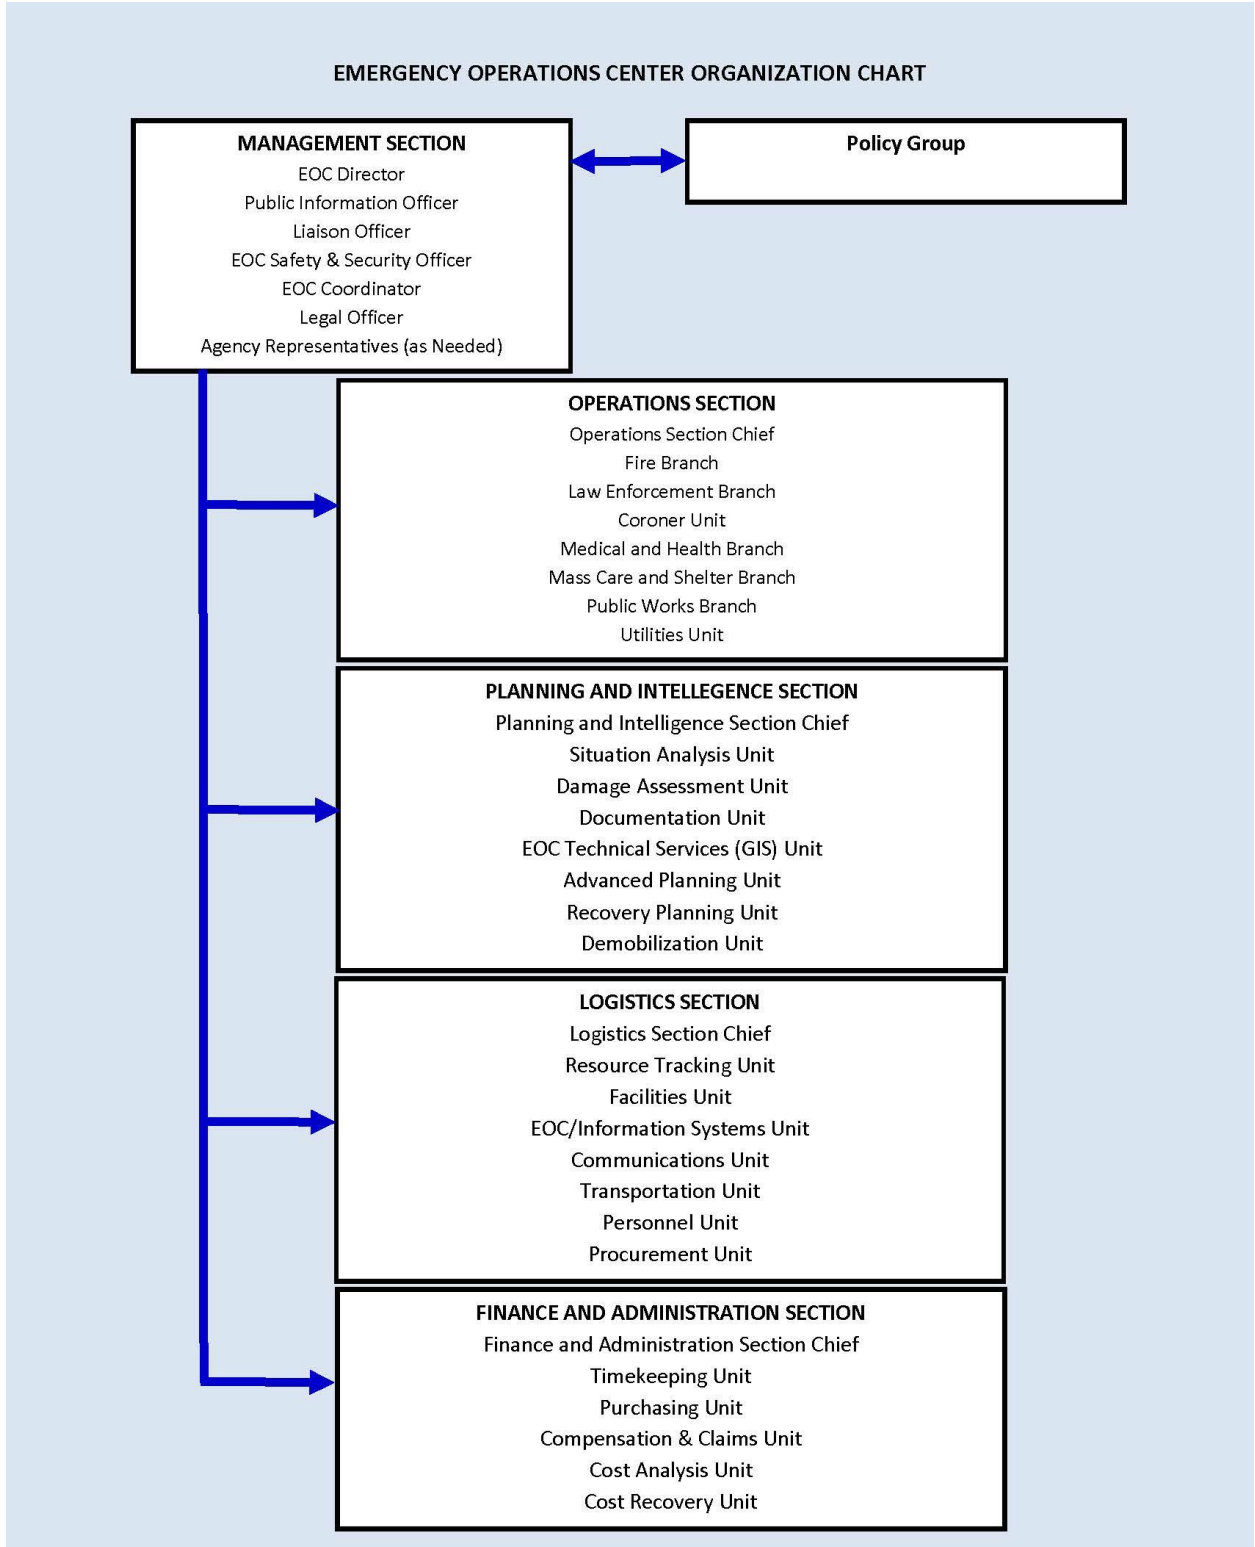 EMERGENCY OPERATIONS CENTER ORGANIZATION CHART
MANAGEMENT SECTION
EOC Director
Public Information Officer
Liaison Officer
EOC Safety & Security Officer
EOC Coordinator
Legal Officer
Agency Representatives (as Needed)
Policy Group
OPERATIONS SECTION
Operations Section Chief
Fire Branch
Law Enforcement Branch
Coroner Unit
Medical and Health Branch
Mass Care and Shelter Branch
Public Works Branch
Utilities Unit
PLANNING AND INTELLEGENCE SECTION
Planning and Intelligence Section Chief
Situation Analysis Unit
Damage Assessment Unit
Documentation Unit
EOC Technical Services (GIS) Unit
Advanced Planning Unit
Recovery Planning Unit
Demobilization Unit
LOGISTICS SECTION
Logistics Section Chief
Resource Tracking Unit
Facilities Unit
EOC/Information Systems Unit
Communications Unit
Transportation Unit
Personnel Unit
Procurement Unit
FINANCE AND ADMINISTRATION SECTION
Finance and Administration Section Chief
Timekeeping Unit
Purchasing Unit
Compensation & Claims Unit
Cost Analysis Unit
Cost Recovery Unit